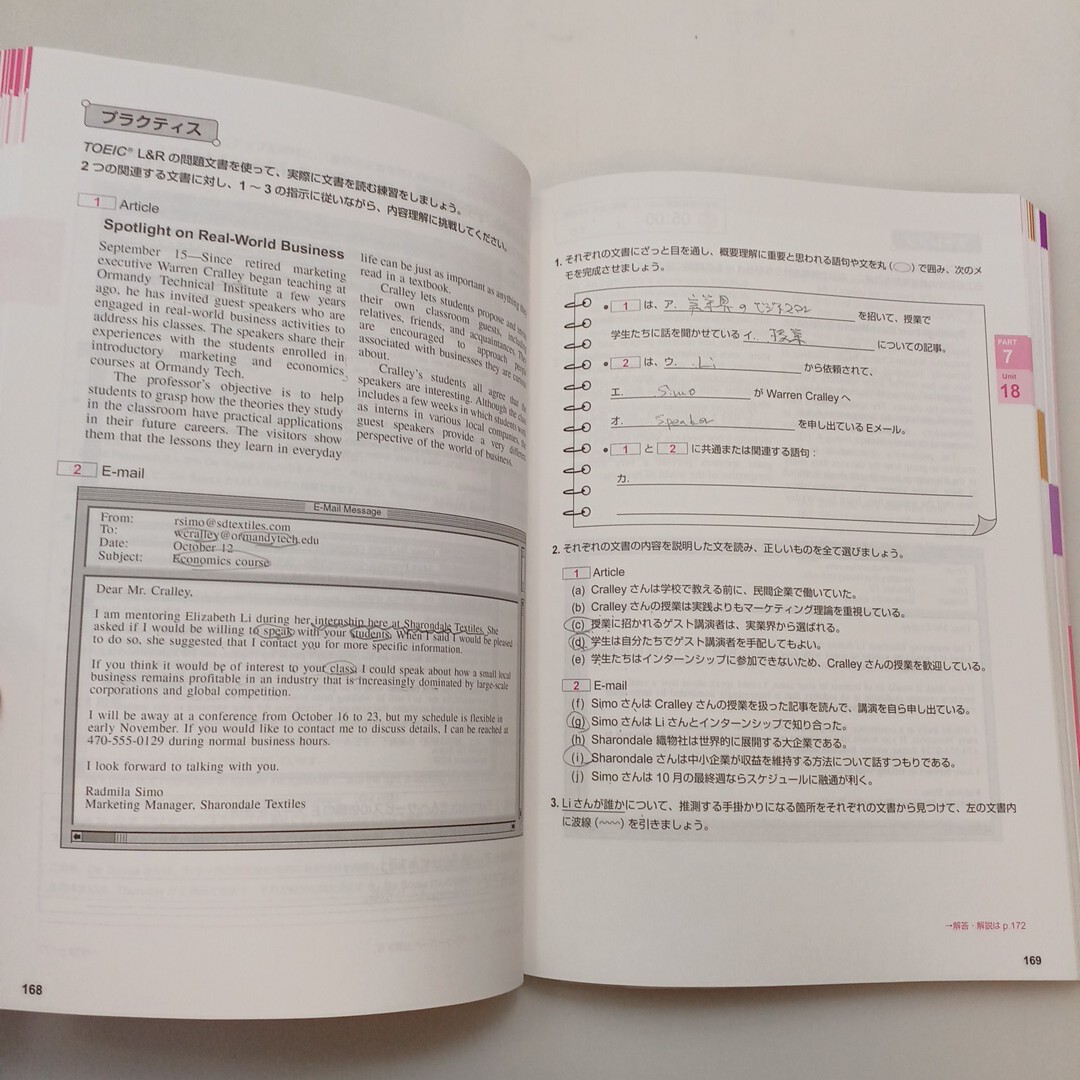 プラクティス
TOEIC® L&R の問題文書を使って、実際に文書を読む練習をしましょう。
2 つの関連する文書に対し、1 〜 3 の指示に従いながら、内容理解に挑戦してください。
1 Article
Spotlight on Real-World Business
September 15—Since retired marketing
executive Warren Cralley began teaching at
Ormandy Technical Institute a few years
ago, he has invited guest speakers who are
engaged in real-world business activities to
address his classes. The speakers share their
experiences with the students enrolled in
introductory marketing and economics
courses at Ormandy Tech.
The professor's objective is to help
students to grasp how the theories they study
in the classroom have practical applications
in their future careers. The visitors show
them that the lessons they learn in everyday
life can be just as important as anything they
read in a textbook.
Cralley lets students propose and invite
their own classroom guests, including
relatives, friends, and acquaintances. They
are encouraged to approach people
associated with businesses they are curious
about.
Cralley's students all agree that the
speakers are interesting. Although the class
includes a few weeks in which students work
as interns in various local companies, the
guest speakers provide a very different
perspective of the world of business.
2 E-mail
E-Mail Message
From: rsimo@sdtextiles.com
To: wcralley@ormandytech.edu
Date: October 12
Subject: Economics course
Dear Mr. Cralley,
I am mentoring Elizabeth Li during her internship here at Sharondale Textiles. She
asked if I would be willing to speak with your students. When I said I would be pleased
to do so, she suggested that I contact you for more specific information.
If you think it would be of interest to your class, I could speak about how a small local
business remains profitable in an industry that is increasingly dominated by large-scale
corporations and global competition.
I will be away at a conference from October 16 to 23, but my schedule is flexible in
early November. If you would like to contact me to discuss details, I can be reached at
470-555-0129 during normal business hours.
I look forward to talking with you.
Radmila Simo
Marketing Manager, Sharondale Textiles
168
1. それぞれの文書にざっと目を通し、概要理解に重要と思われる語句や文を丸( )で囲み、次のメ
モを完成させましょう。
• 1 は、ア. 実業界の を招いて、授業で
学生たちに話を聞かせている イ. 授業 についての記事。
• 2 は、ウ. Li から依頼されて、
エ. Simo が Warren Cralley へ
オ. Speaker を申し出ている Eメール。
• 1 と 2 に共通または関連する語句：
カ.
2. それぞれの文書の内容を説明した文を読み、正しいものを全て選びましょう。
1 Article
(a) Cralley さんは学校で教える前に、民間企業で働いていた。
(b) Cralley さんの授業は実践よりもマーケティング理論を重視している。
(c) 授業に招かれるゲスト講演者は、実業界から選ばれる。
(d) 学生は自分たちでゲスト講演者を手配してもよい。
(e) 学生たちはインターンシップに参加できないため、Cralley さんの授業を歓迎している。
2 E-mail
(f) Simo さんは Cralley さんの授業を扱った記事を読んで、講演を自ら申し出ている。
(g) Simo さんは Li さんとインターンシップで知り合った。
(h) Sharondale 織物社は世界的に展開する大企業である。
(i) Sharondale さんは中小企業が収益を維持する方法について話すつもりである。
(j) Simo さんは 10 月の最終週ならスケジュールに融通が利く。
3. Li さんが誰かについて、推測する手掛かりになる箇所をそれぞれの文書から見つけて、左の文書内
に波線(〜〜)を引きましょう。
PART
7
Unit
18
→解答・解説は p.172
169